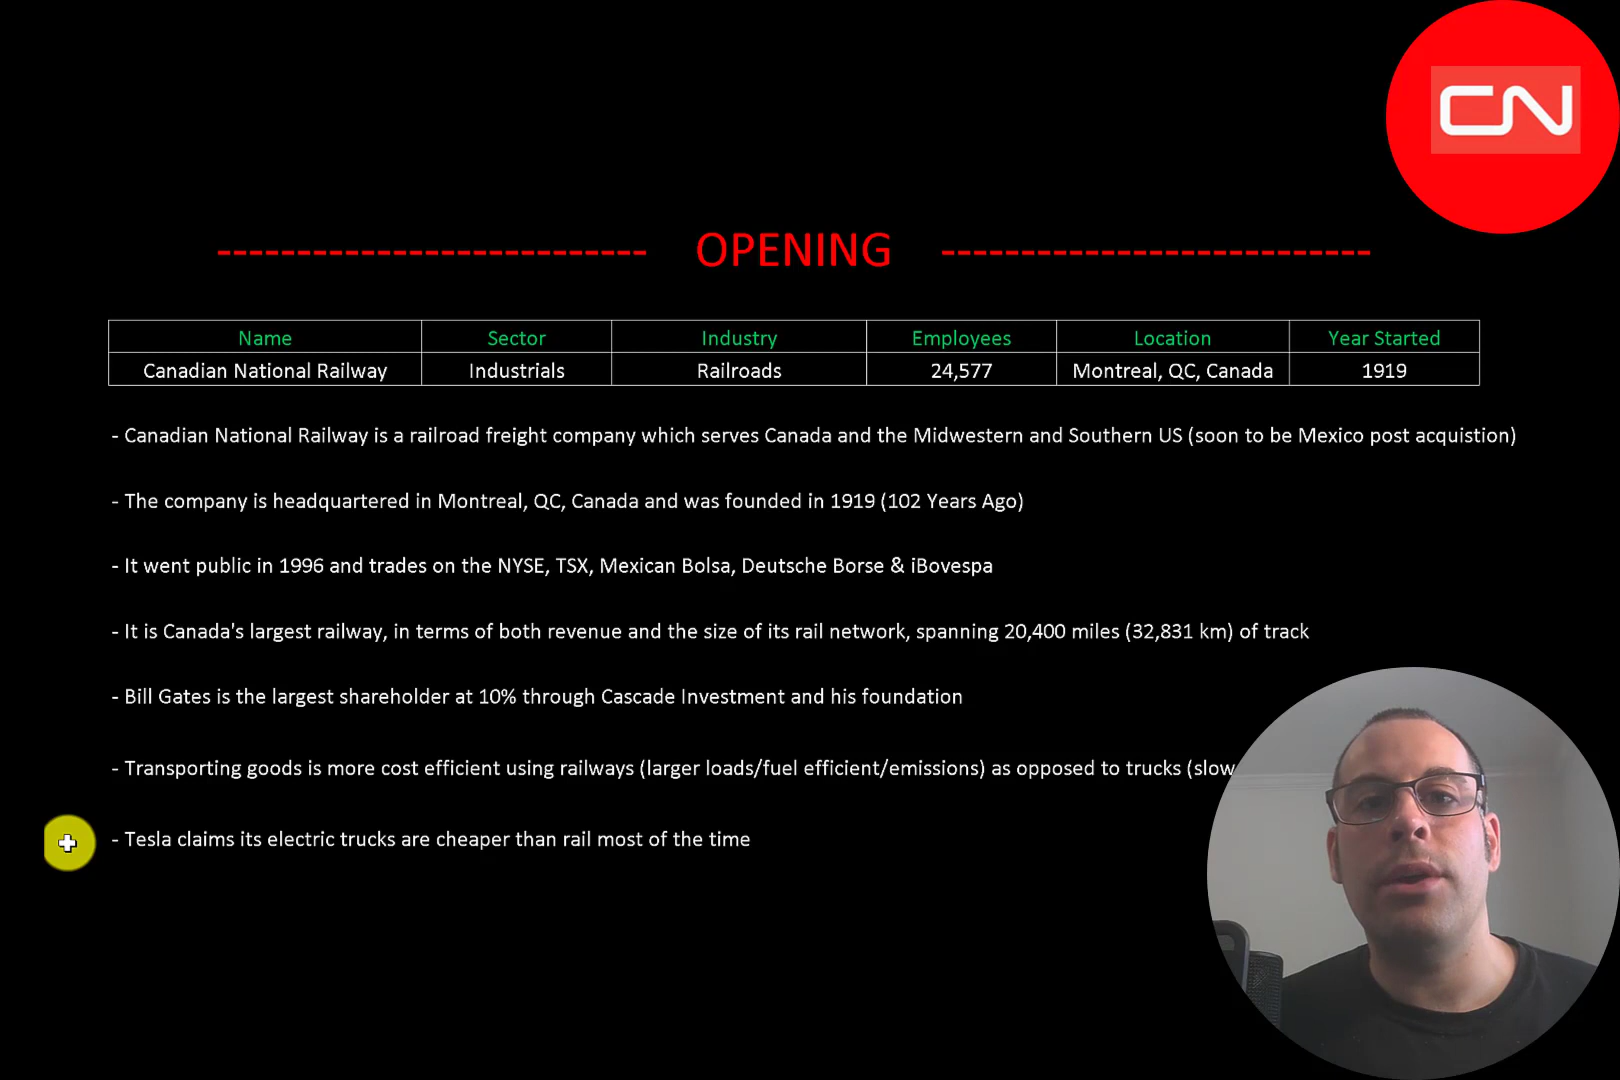 CN
OPENING
Name Sector Industry Employees Location Year Started
Canadian National Railway Industrials Railroads 24,577 Montreal, QC, Canada 1919
- Canadian National Railway is a railroad freight company which serves Canada and the Midwestern and Southern US (soon to be Mexico post acquistion)
- The company is headquartered in Montreal, QC, Canada and was founded in 1919 (102 Years Ago)
- It went public in 1996 and trades on the NYSE, TSX, Mexican Bolsa, Deutsche Borse & iBovespa
- It is Canada's largest railway, in terms of both revenue and the size of its rail network, spanning 20,400 miles (32,831 km) of track
- Bill Gates is the largest shareholder at 10% through Cascade Investment and his foundation
- Transporting goods is more cost efficient using railways (larger loads/fuel efficient/emissions) as opposed to trucks (slow
- Tesla claims its electric trucks are cheaper than rail most of the time